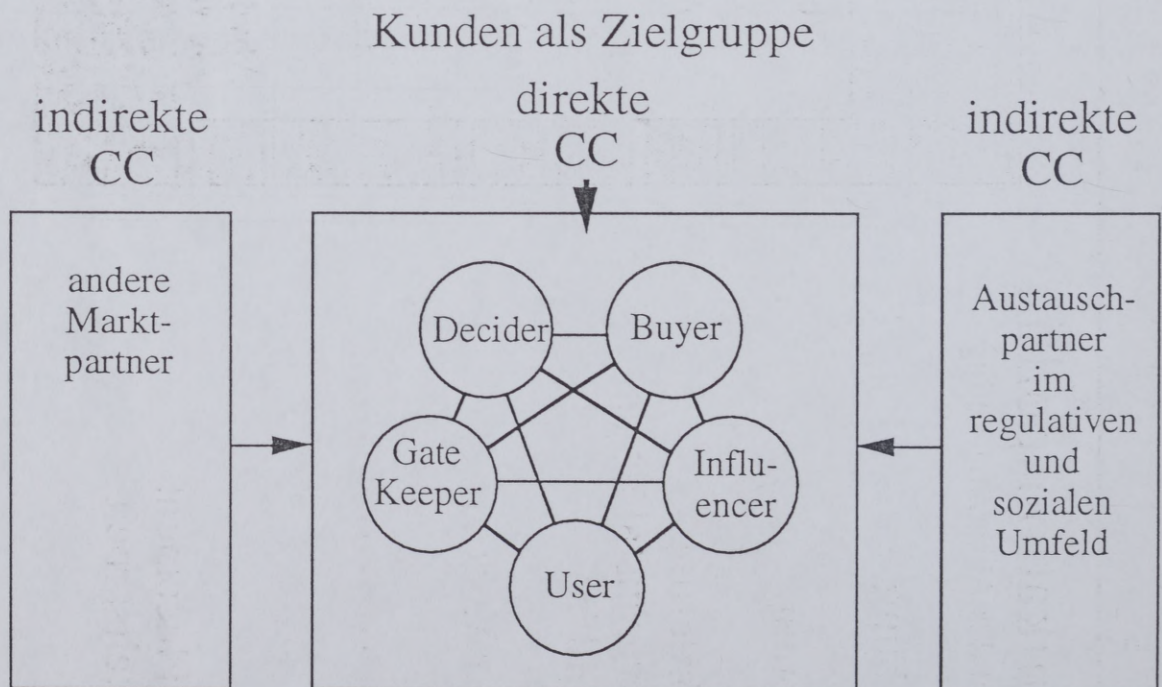 Kunden als Zielgruppe
indirekte
CC
direkte
CC
indirekte
CC
andere
Markt-
partner
Decider
Buyer
Gate
Keeper
Influ-
encer
User
Austausch-
partner
im
regulativen
und
sozialen
Umfeld